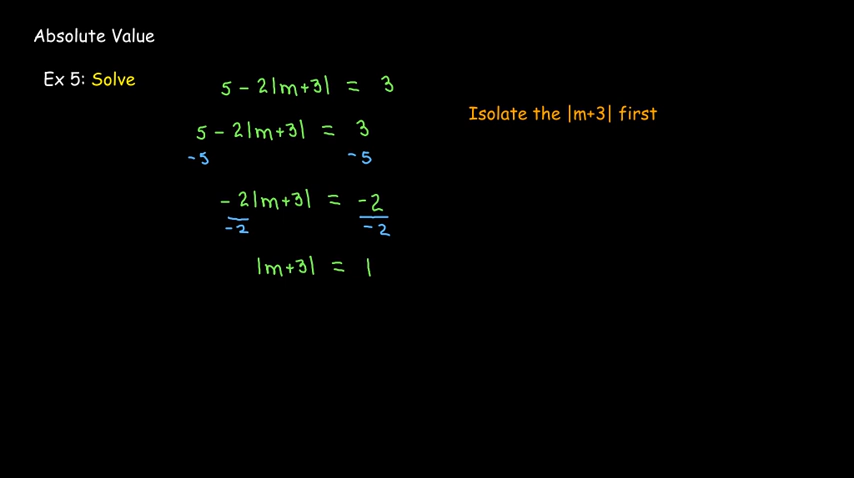 Absolute Value
Ex 5: Solve
5 - 2|m+3| = 3
Isolate the |m+3| first
5 - 2|m+3| = 3
-5 -5
-2|m+3| = -2
-2 -2
|m+3| = 1